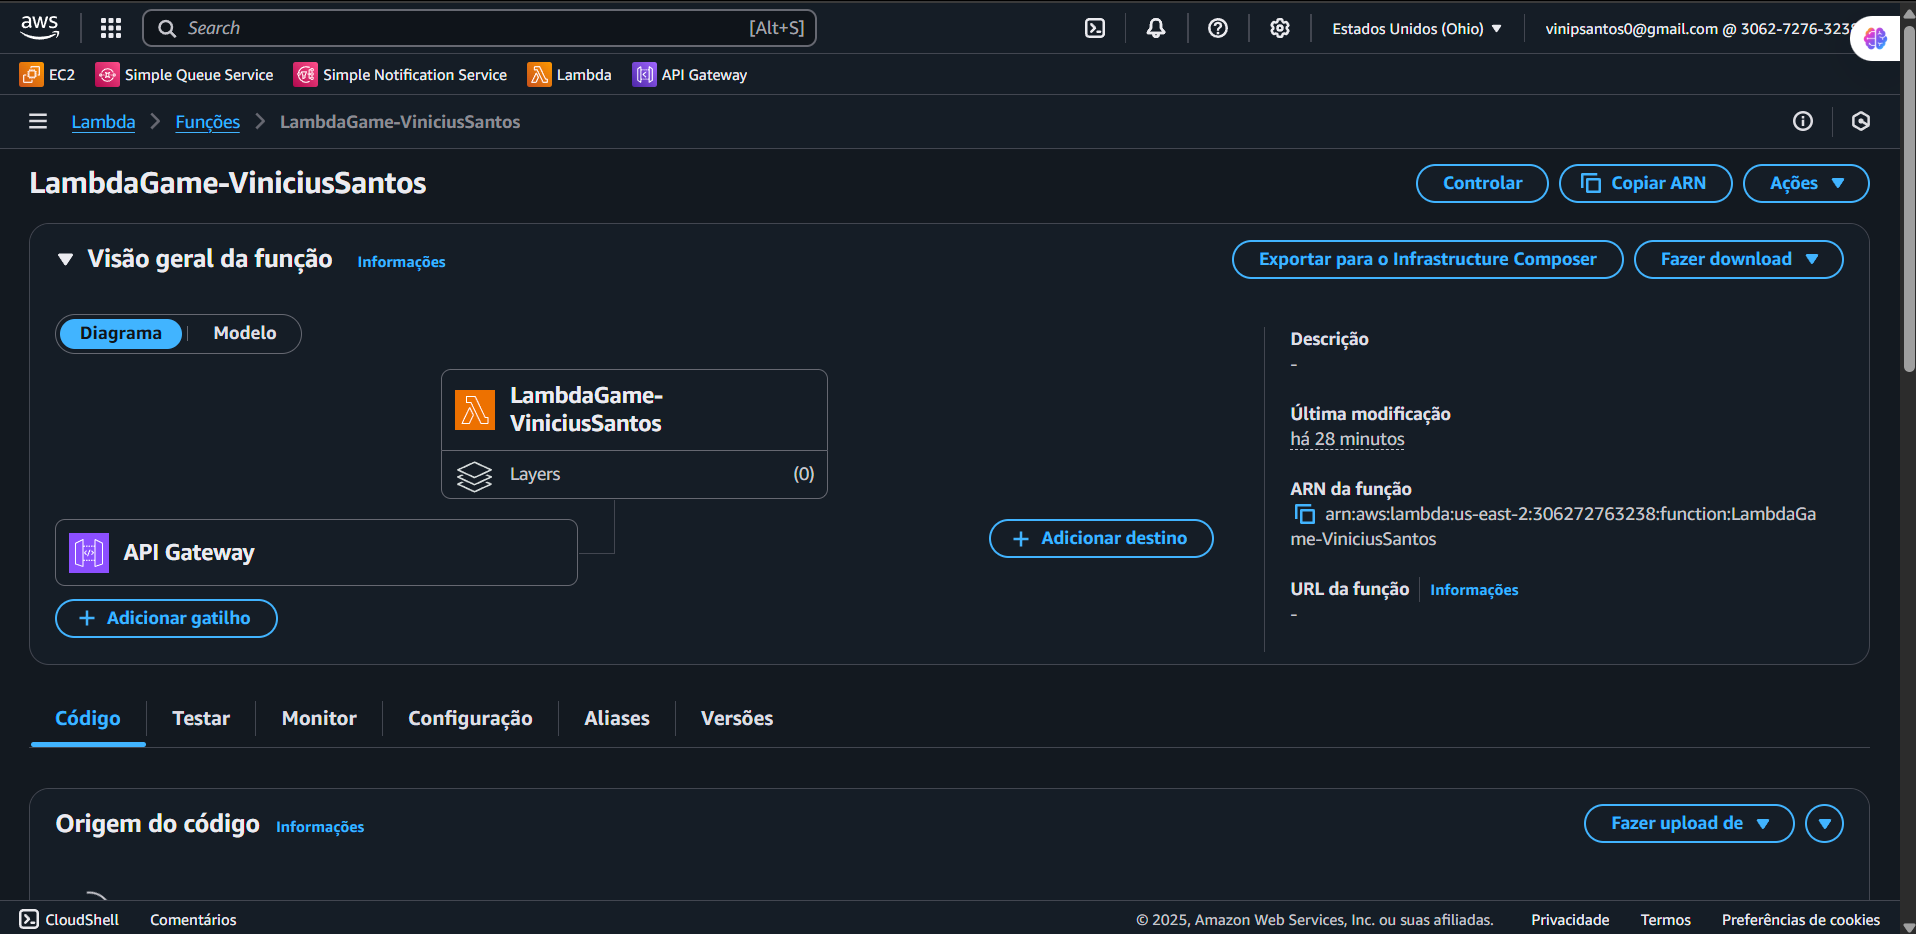 aws
Search [Alt+S]
Estados Unidos (Ohio)
vinipsantos0@gmail.com @ 3062-7276-323
EC2
Simple Queue Service
Simple Notification Service
Lambda
API Gateway
Lambda
Funções
LambdaGame-ViniciusSantos
LambdaGame-ViniciusSantos
Controlar
Copiar ARN
Ações
Visão geral da função
Informações
Exportar para o Infrastructure Composer
Fazer download
Diagrama
Modelo
LambdaGame-
ViniciusSantos
Layers (0)
API Gateway
Adicionar gatilho
Adicionar destino
Descrição
-
Última modificação
há 28 minutos
ARN da função
arn:aws:lambda:us-east-2:306272763238:function:LambdaGa
me-ViniciusSantos
URL da função
Informações
-
Código
Testar
Monitor
Configuração
Aliases
Versões
Origem do código
Informações
Fazer upload de
CloudShell
Comentários
© 2025, Amazon Web Services, Inc. ou suas afiliadas.
Privacidade
Termos
Preferências de cookies